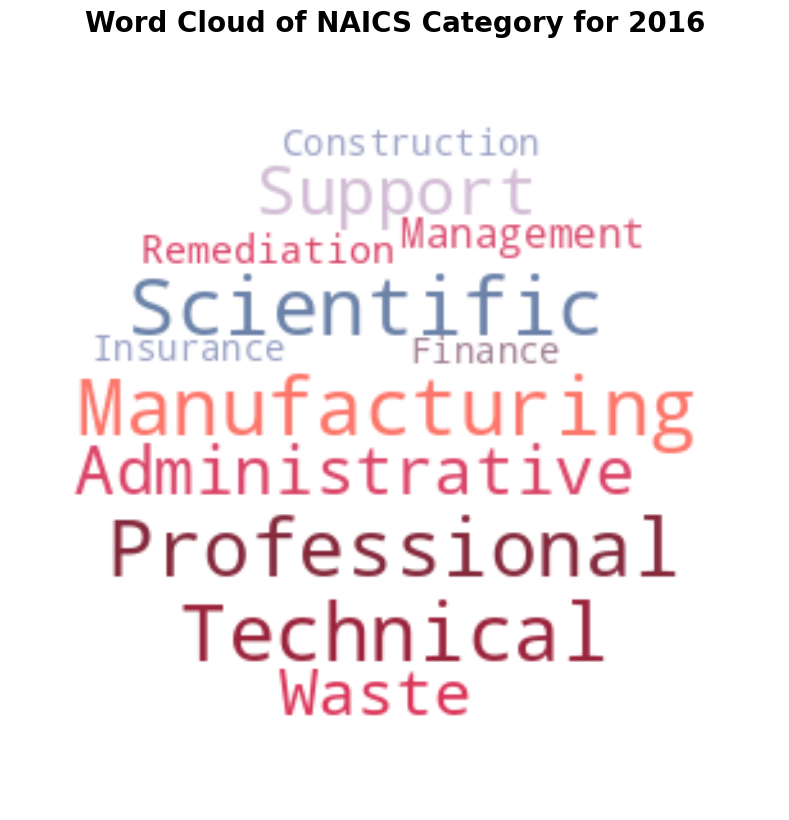 Word Cloud of NAICS Category for 2016
Construction
Support
Management
Remediation
Scientific
Insurance
Finance
Manufacturing
Administrative
Professional
Technical
Waste